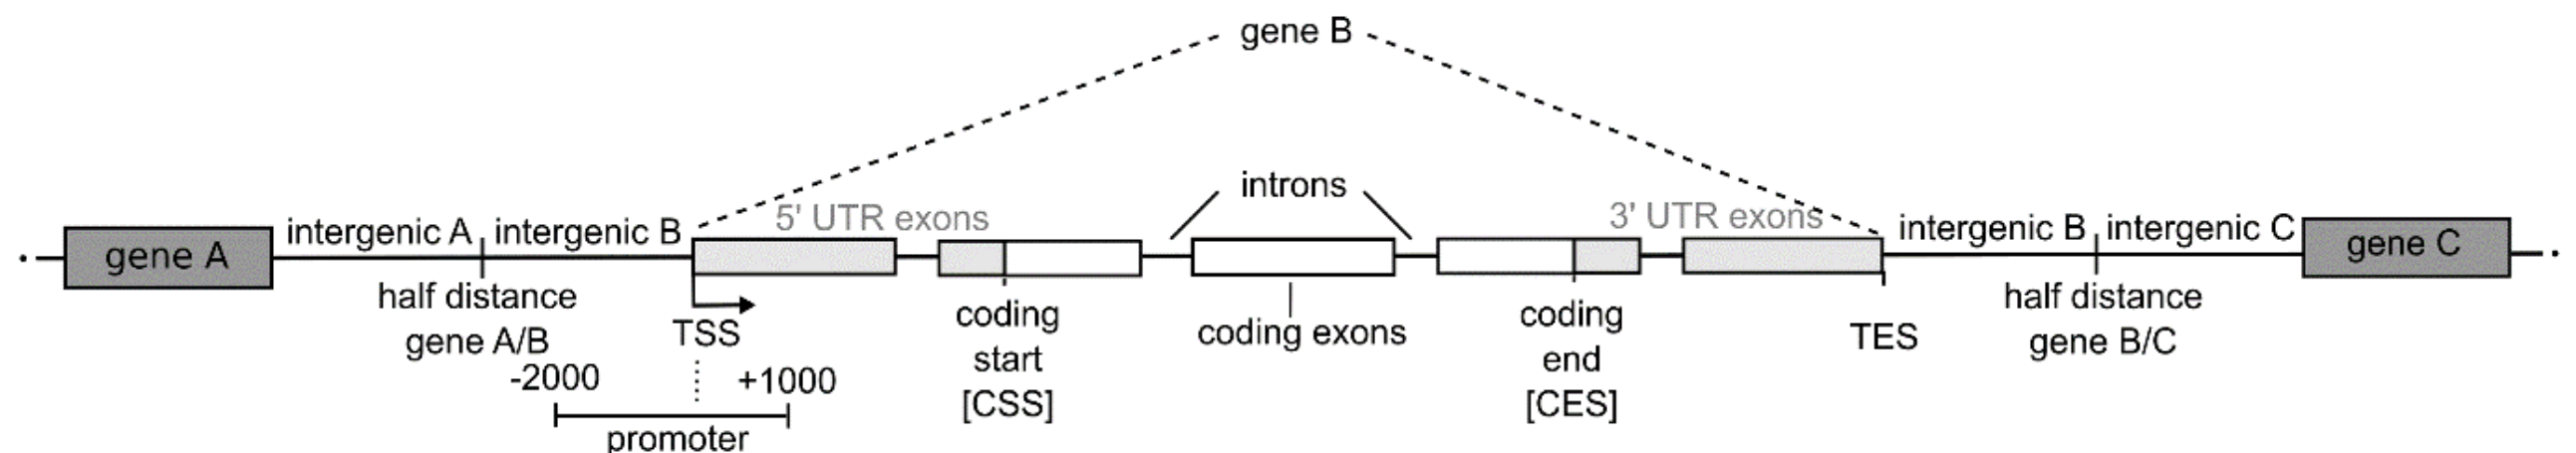 gene B
introns
5' UTR exons
3' UTR exons
gene A
intergenic A
intergenic B
intergenic B
intergenic C
gene C
half distance
gene A/B
TSS
coding
start
[CSS]
coding exons
coding
end
[CES]
TES
half distance
gene B/C
-2000
+1000
promoter